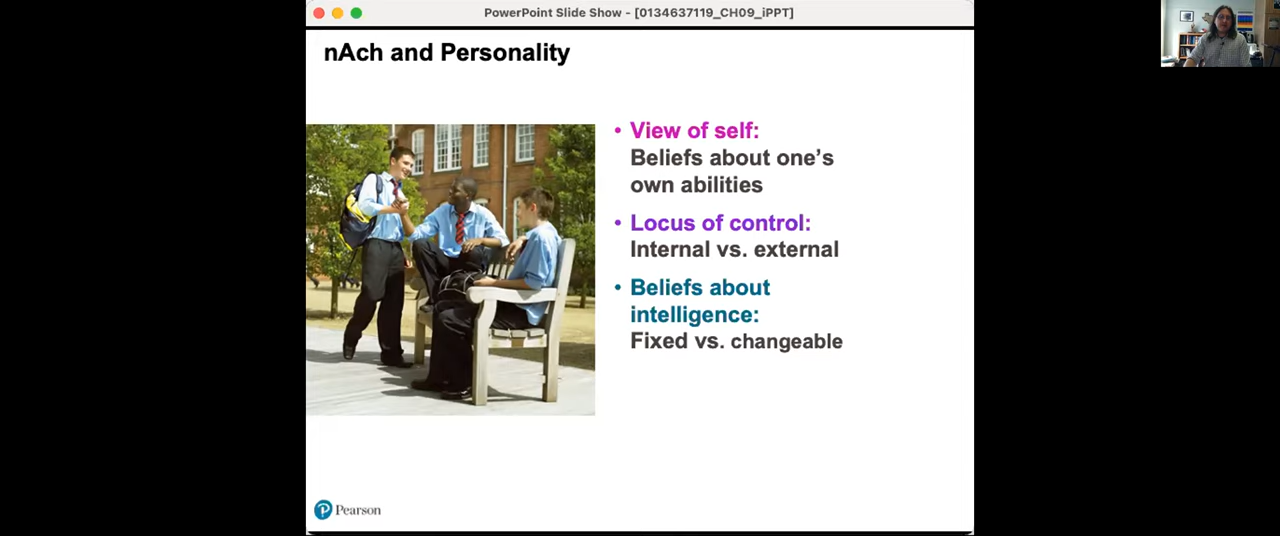 PowerPoint Slide Show - [0134637119_CH09_iPPT]
nAch and Personality
• View of self:
Beliefs about one’s
own abilities
• Locus of control:
Internal vs. external
• Beliefs about
intelligence:
Fixed vs. changeable
P Pearson